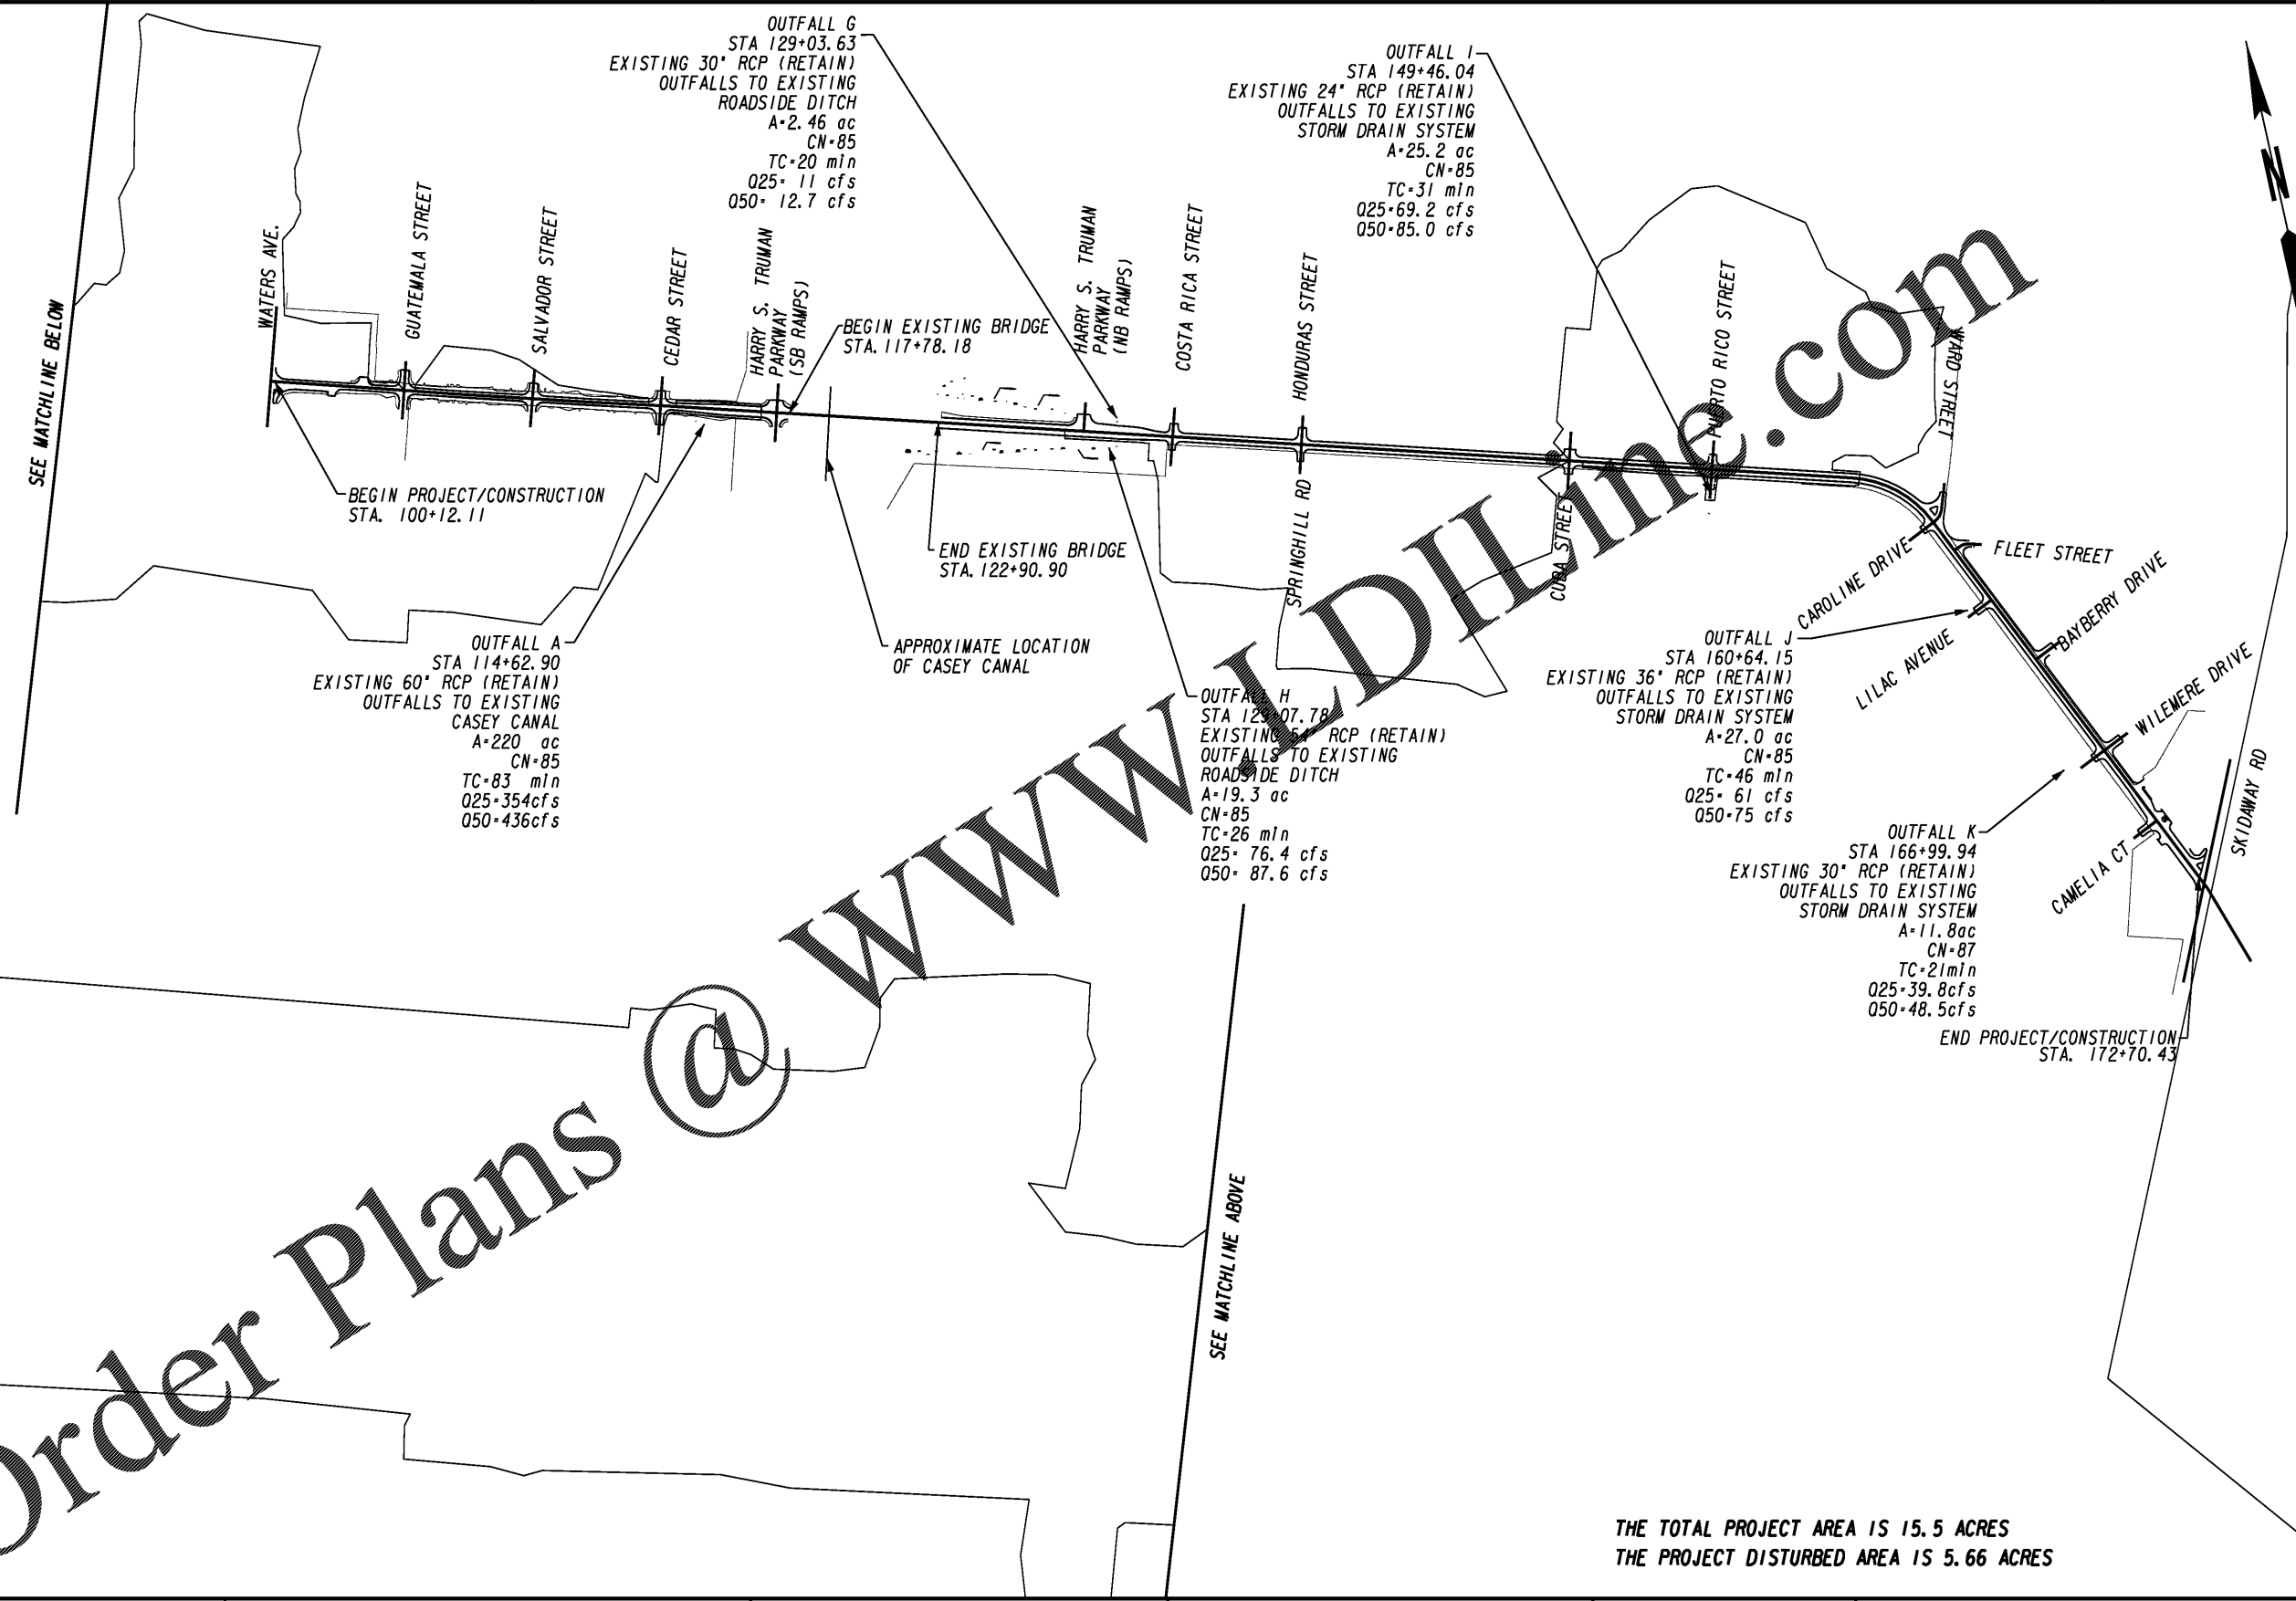 OUTFALL G
STA 129+03.63
EXISTING 30" RCP (RETAIN)
OUTFALLS TO EXISTING
ROADSIDE DITCH
A=2.46 ac
CN=85
TC=20 min
Q25= 11 cfs
Q50= 12.7 cfs
OUTFALL I
STA 149+46.04
EXISTING 24" RCP (RETAIN)
OUTFALLS TO EXISTING
STORM DRAIN SYSTEM
A=25.2 ac
CN=85
TC=31 min
Q25=69.2 cfs
Q50=85.0 cfs
N
SEE MATCHLINE BELOW
WATERS AVE.
GUATEMALA STREET
SALVADOR STREET
CEDAR STREET
HARRY S. TRUMAN
PARKWAY
(SB RAMPS)
BEGIN EXISTING BRIDGE
STA. 117+78.18
HARRY S. TRUMAN
PARKWAY
(NB RAMPS)
COSTA RICA STREET
HONDURAS STREET
PUERTO RICO STREET
WARD STREET
BEGIN PROJECT/CONSTRUCTION
STA. 100+12.11
END EXISTING BRIDGE
STA. 122+90.90
SPRINGHILL RD
CUBA STREET
CAROLINE DRIVE
FLEET STREET
BAYBERRY DRIVE
LILAC AVENUE
WILEMERE DRIVE
SKIDAWAY RD
CAMELIA CT
APPROXIMATE LOCATION
OF CASEY CANAL
OUTFALL A
STA 114+62.90
EXISTING 60" RCP (RETAIN)
OUTFALLS TO EXISTING
CASEY CANAL
A=220 ac
CN=85
TC=83 min
Q25=354cfs
Q50=436cfs
OUTFALL H
STA 129+07.78
EXISTING 54" RCP (RETAIN)
OUTFALLS TO EXISTING
ROADSIDE DITCH
A=19.3 ac
CN=85
TC=26 min
Q25= 76.4 cfs
Q50= 87.6 cfs
OUTFALL J
STA 160+64.15
EXISTING 36" RCP (RETAIN)
OUTFALLS TO EXISTING
STORM DRAIN SYSTEM
A=27.0 ac
CN=85
TC=46 min
Q25= 61 cfs
Q50=75 cfs
OUTFALL K
STA 166+99.94
EXISTING 30" RCP (RETAIN)
OUTFALLS TO EXISTING
STORM DRAIN SYSTEM
A=11.8ac
CN=87
TC=21min
Q25=39.8cfs
Q50=48.5cfs
END PROJECT/CONSTRUCTION
STA. 172+70.43
SEE MATCHLINE ABOVE
Order Plans @ www.LDHLine.com
THE TOTAL PROJECT AREA IS 15.5 ACRES
THE PROJECT DISTURBED AREA IS 5.66 ACRES